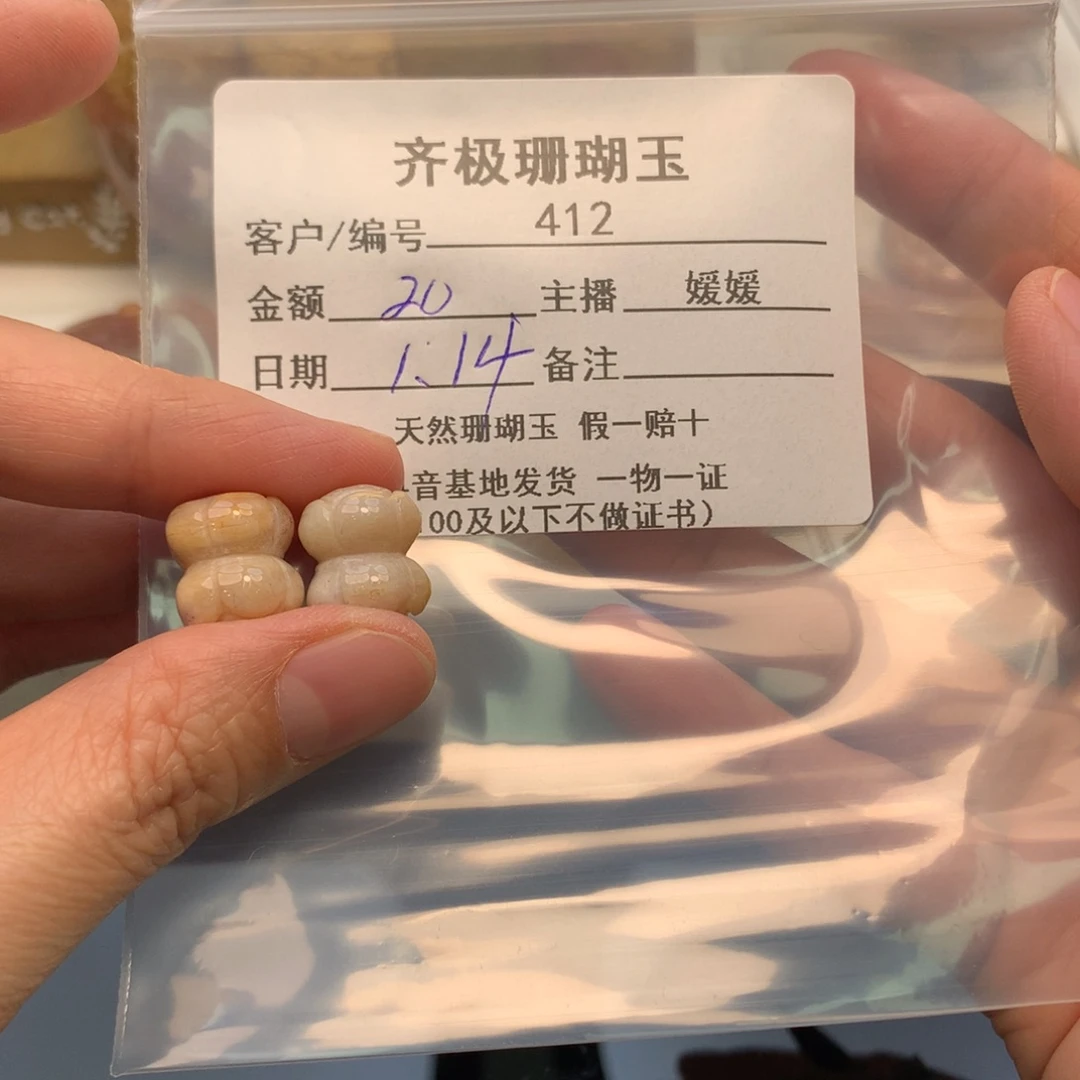 齐极珊瑚玉
客户/编号 412
金额 20 主播 媛媛
日期 1.14 备注
天然珊瑚玉 假一赔十
音基地发货 一物一证
00及以下不做证书）